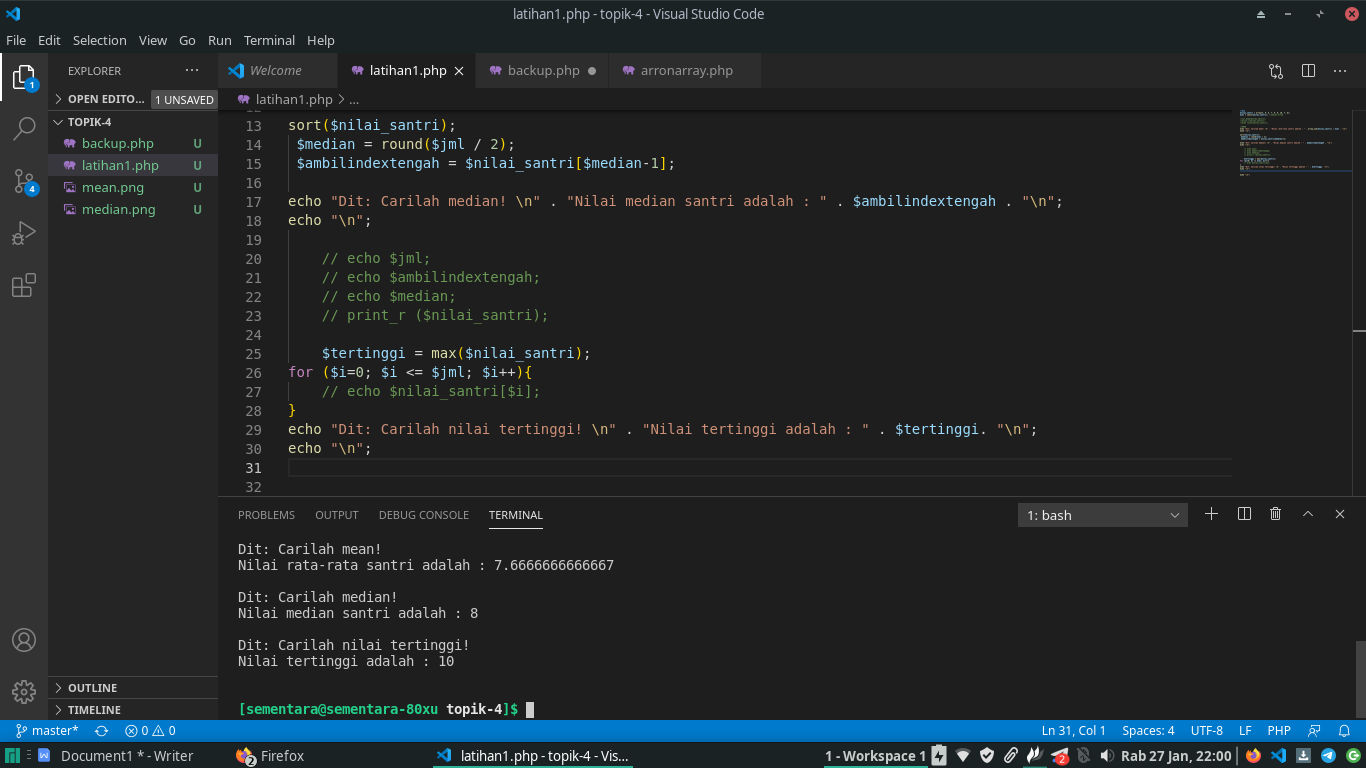 latihan1.php - topik-4 - Visual Studio Code
File Edit Selection View Go Run Terminal Help
EXPLORER ···
Welcome latihan1.php backup.php arronarray.php
1
OPEN EDITO... 1 UNSAVED
latihan1.php > ...
TOPIK-4
backup.php U
latihan1.php U
mean.png U
median.png U
4
13 sort($nilai_santri);
14 $median = round($jml / 2);
15 $ambilindextengah = $nilai_santri[$median-1];
16
17 echo "Dit: Carilah median! \n" . "Nilai median santri adalah : " . $ambilindextengah . "\n";
18 echo "\n";
19
20 // echo $jml;
21 // echo $ambilindextengah;
22 // echo $median;
23 // print_r ($nilai_santri);
24
25 $tertinggi = max($nilai_santri);
26 for ($i=0; $i <= $jml; $i++){
27 // echo $nilai_santri[$i];
28 }
29 echo "Dit: Carilah nilai tertinggi! \n" . "Nilai tertinggi adalah : " . $tertinggi. "\n";
30 echo "\n";
31
32
PROBLEMS OUTPUT DEBUG CONSOLE TERMINAL 1: bash
Dit: Carilah mean!
Nilai rata-rata santri adalah : 7.6666666666667
Dit: Carilah median!
Nilai median santri adalah : 8
Dit: Carilah nilai tertinggi!
Nilai tertinggi adalah : 10
[sementara@sementara-80xu topik-4]$
OUTLINE
TIMELINE
master* 0 0 Ln 31, Col 1 Spaces: 4 UTF-8 LF PHP
Document1 * - Writer 2 Firefox latihan1.php - topik-4 - Vis... 1 - Workspace 1 2 Rab 27 Jan, 22:00